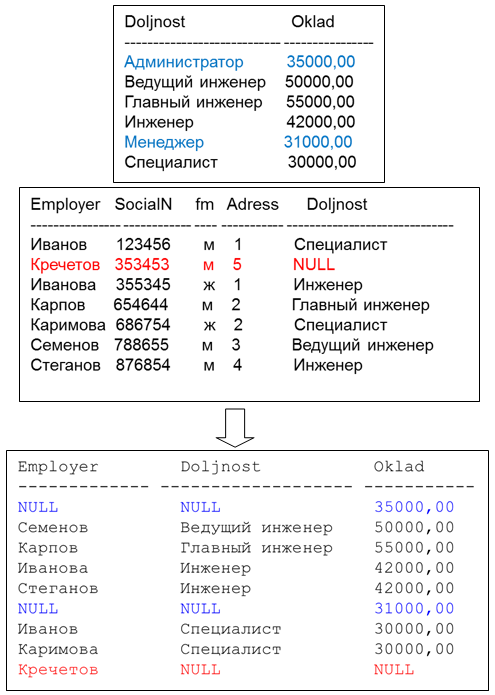 Doljnost Oklad
---------------------------- ----------------
Администратор 35000,00
Ведущий инженер 50000,00
Главный инженер 55000,00
Инженер 42000,00
Менеджер 31000,00
Специалист 30000,00
Employer SocialN fm Adress Doljnost
---------------- --------------- ---- ----------- -----------------------------
Иванов 123456 м 1 Специалист
Кречетов 353453 м 5 NULL
Иванова 355345 ж 1 Инженер
Карпов 654644 м 2 Главный инженер
Каримова 686754 ж 2 Специалист
Семенов 788655 м 3 Ведущий инженер
Стеганов 876854 м 4 Инженер
Employer Doljnost Oklad
------------- ------------------- -----------
NULL NULL 35000,00
Семенов Ведущий инженер 50000,00
Карпов Главный инженер 55000,00
Иванова Инженер 42000,00
Стеганов Инженер 42000,00
NULL NULL 31000,00
Иванов Специалист 30000,00
Каримова Специалист 30000,00
Кречетов NULL NULL